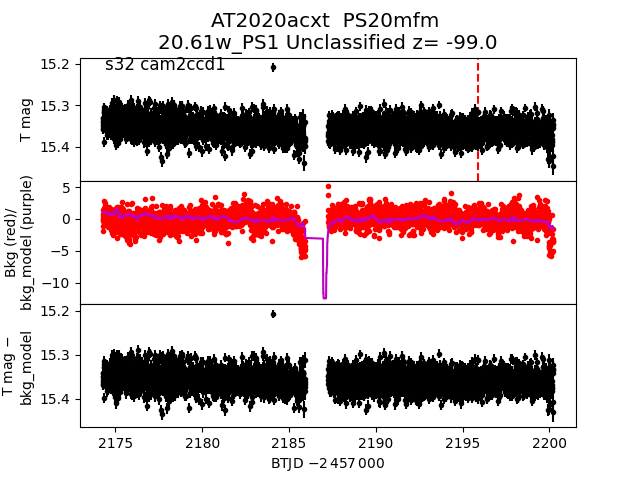 AT2020acxt PS20mfm
20.61w_PS1 Unclassified z= -99.0
s32 cam2ccd1
T mag
15.2
15.3
15.4
Bkg (red)/
bkg_model (purple)
5
0
−5
−10
T mag −
bkg_model
15.2
15.3
15.4
2175
2180
2185
2190
2195
2200
BTJD −2 457 000